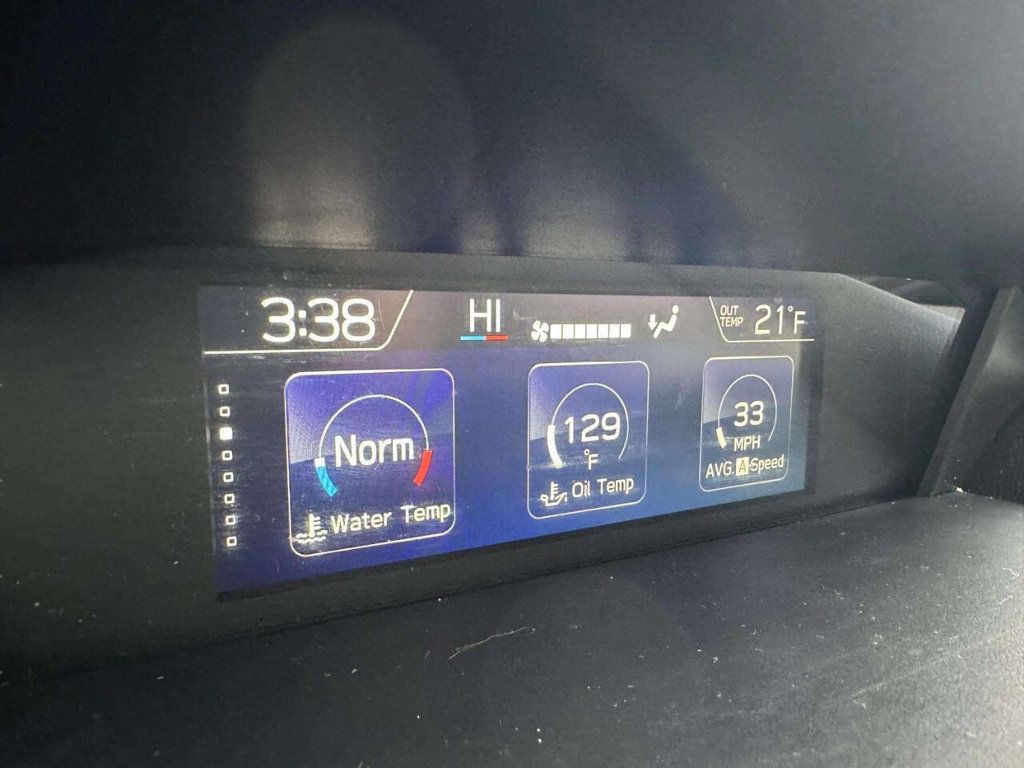 3:38
HI
OUT
TEMP 21°F
Norm
Water Temp
129
°F
Oil Temp
33
MPH
AVG. A Speed